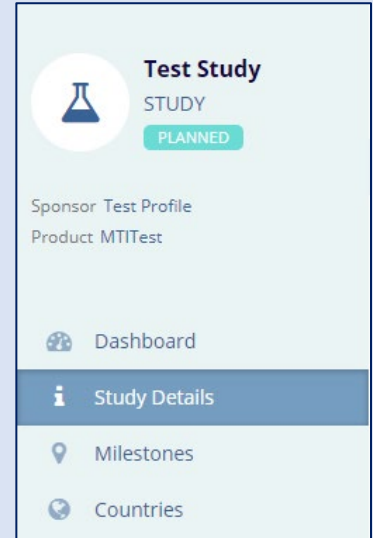 Test Study
STUDY
PLANNED
Sponsor Test Profile
Product MTITest
Dashboard
Study Details
Milestones
Countries